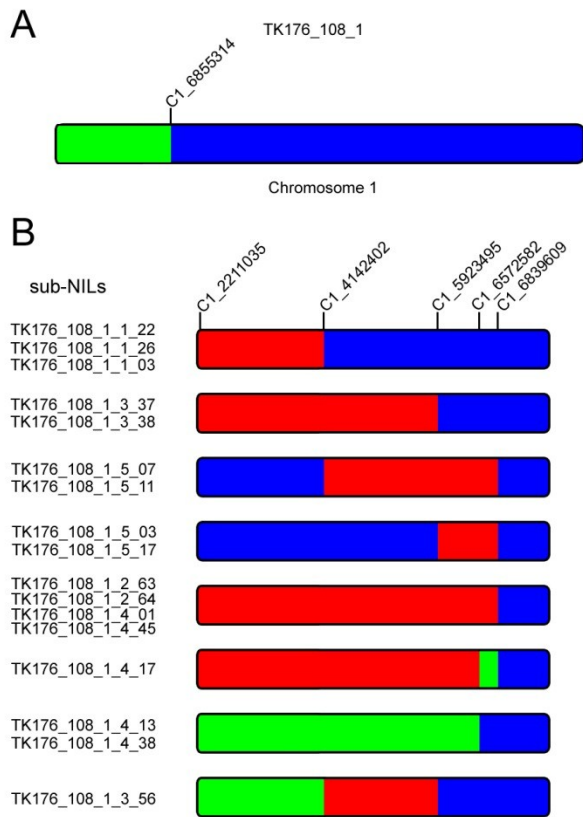 A
TK176_108_1
C1_6855314
Chromosome 1
B
sub-NILs
C1_2211035
C1_4142402
C1_5923495
C1_6572582
C1_6839609
TK176_108_1_1_22
TK176_108_1_1_26
TK176_108_1_1_03
TK176_108_1_3_37
TK176_108_1_3_38
TK176_108_1_5_07
TK176_108_1_5_11
TK176_108_1_5_03
TK176_108_1_5_17
TK176_108_1_2_63
TK176_108_1_2_64
TK176_108_1_4_01
TK176_108_1_4_45
TK176_108_1_4_17
TK176_108_1_4_13
TK176_108_1_4_38
TK176_108_1_3_56